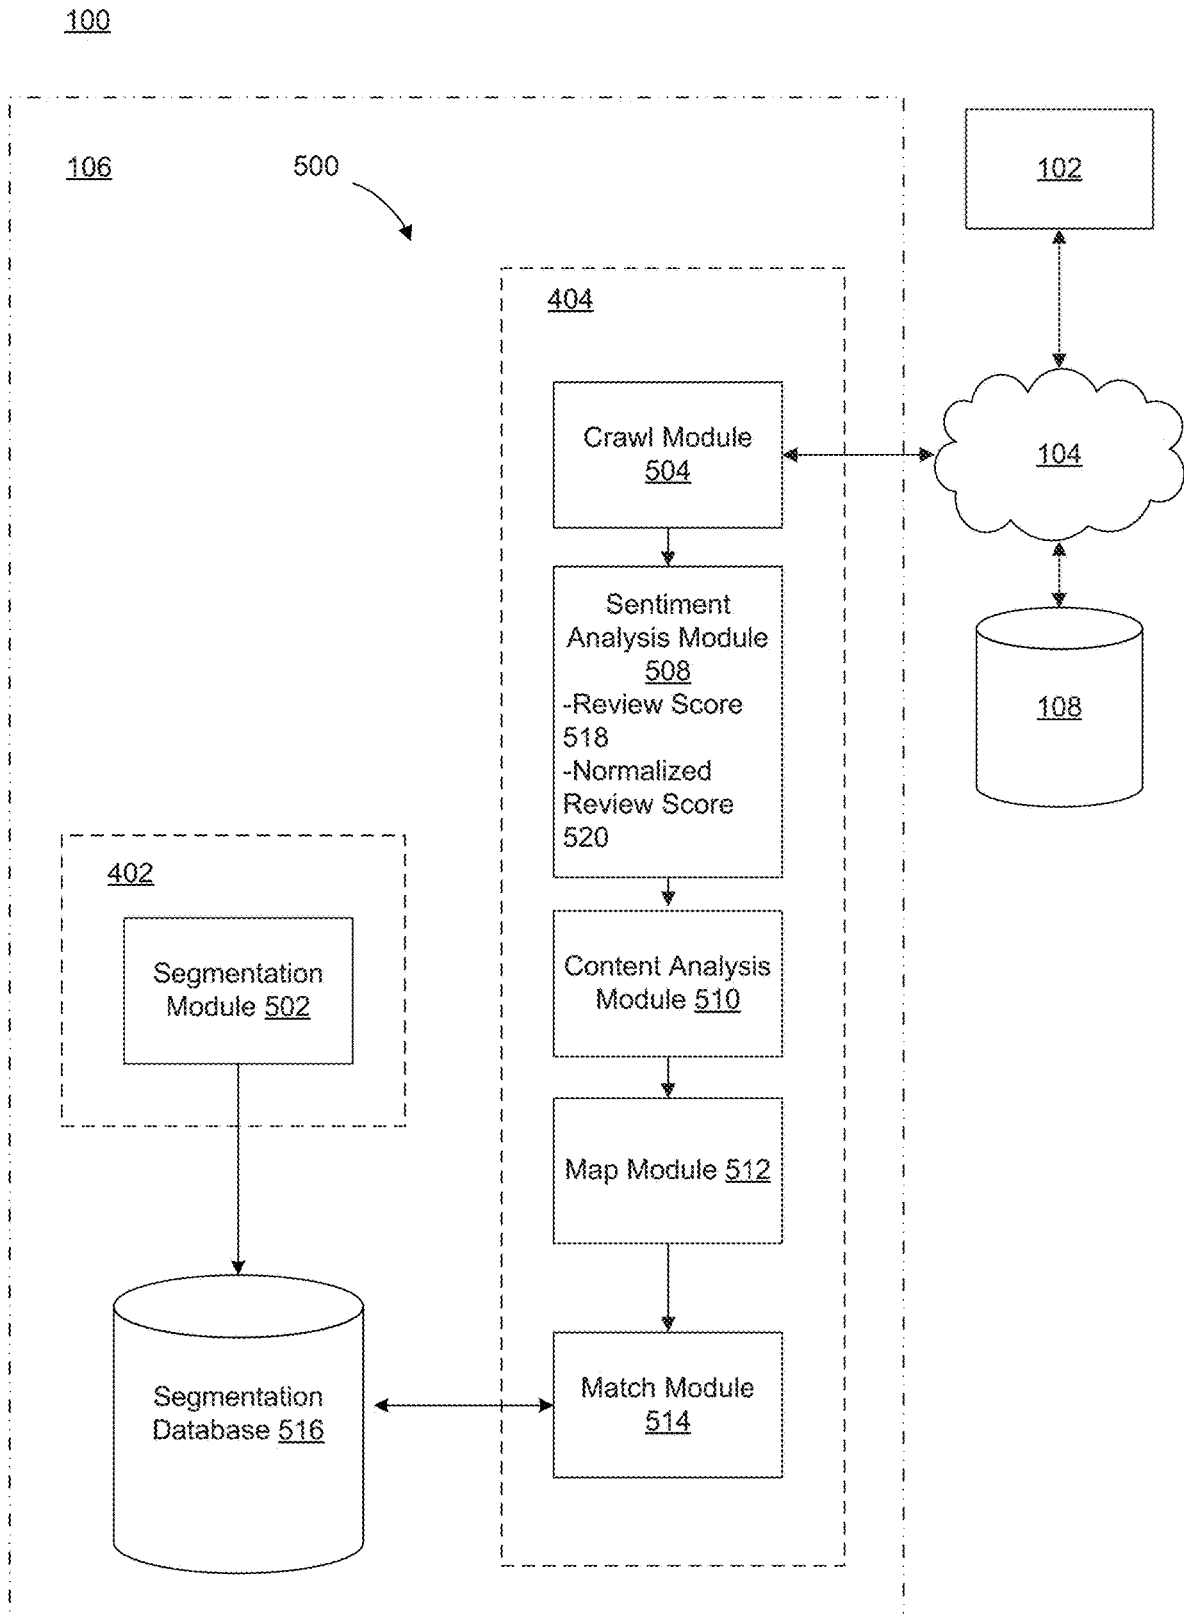 100
106
500
102
404
Crawl Module
504
104
Sentiment
Analysis Module
508
-Review Score
518
-Normalized
Review Score
520
108
402
Segmentation
Module 502
Content Analysis
Module 510
Map Module 512
Segmentation
Database 516
Match Module
514